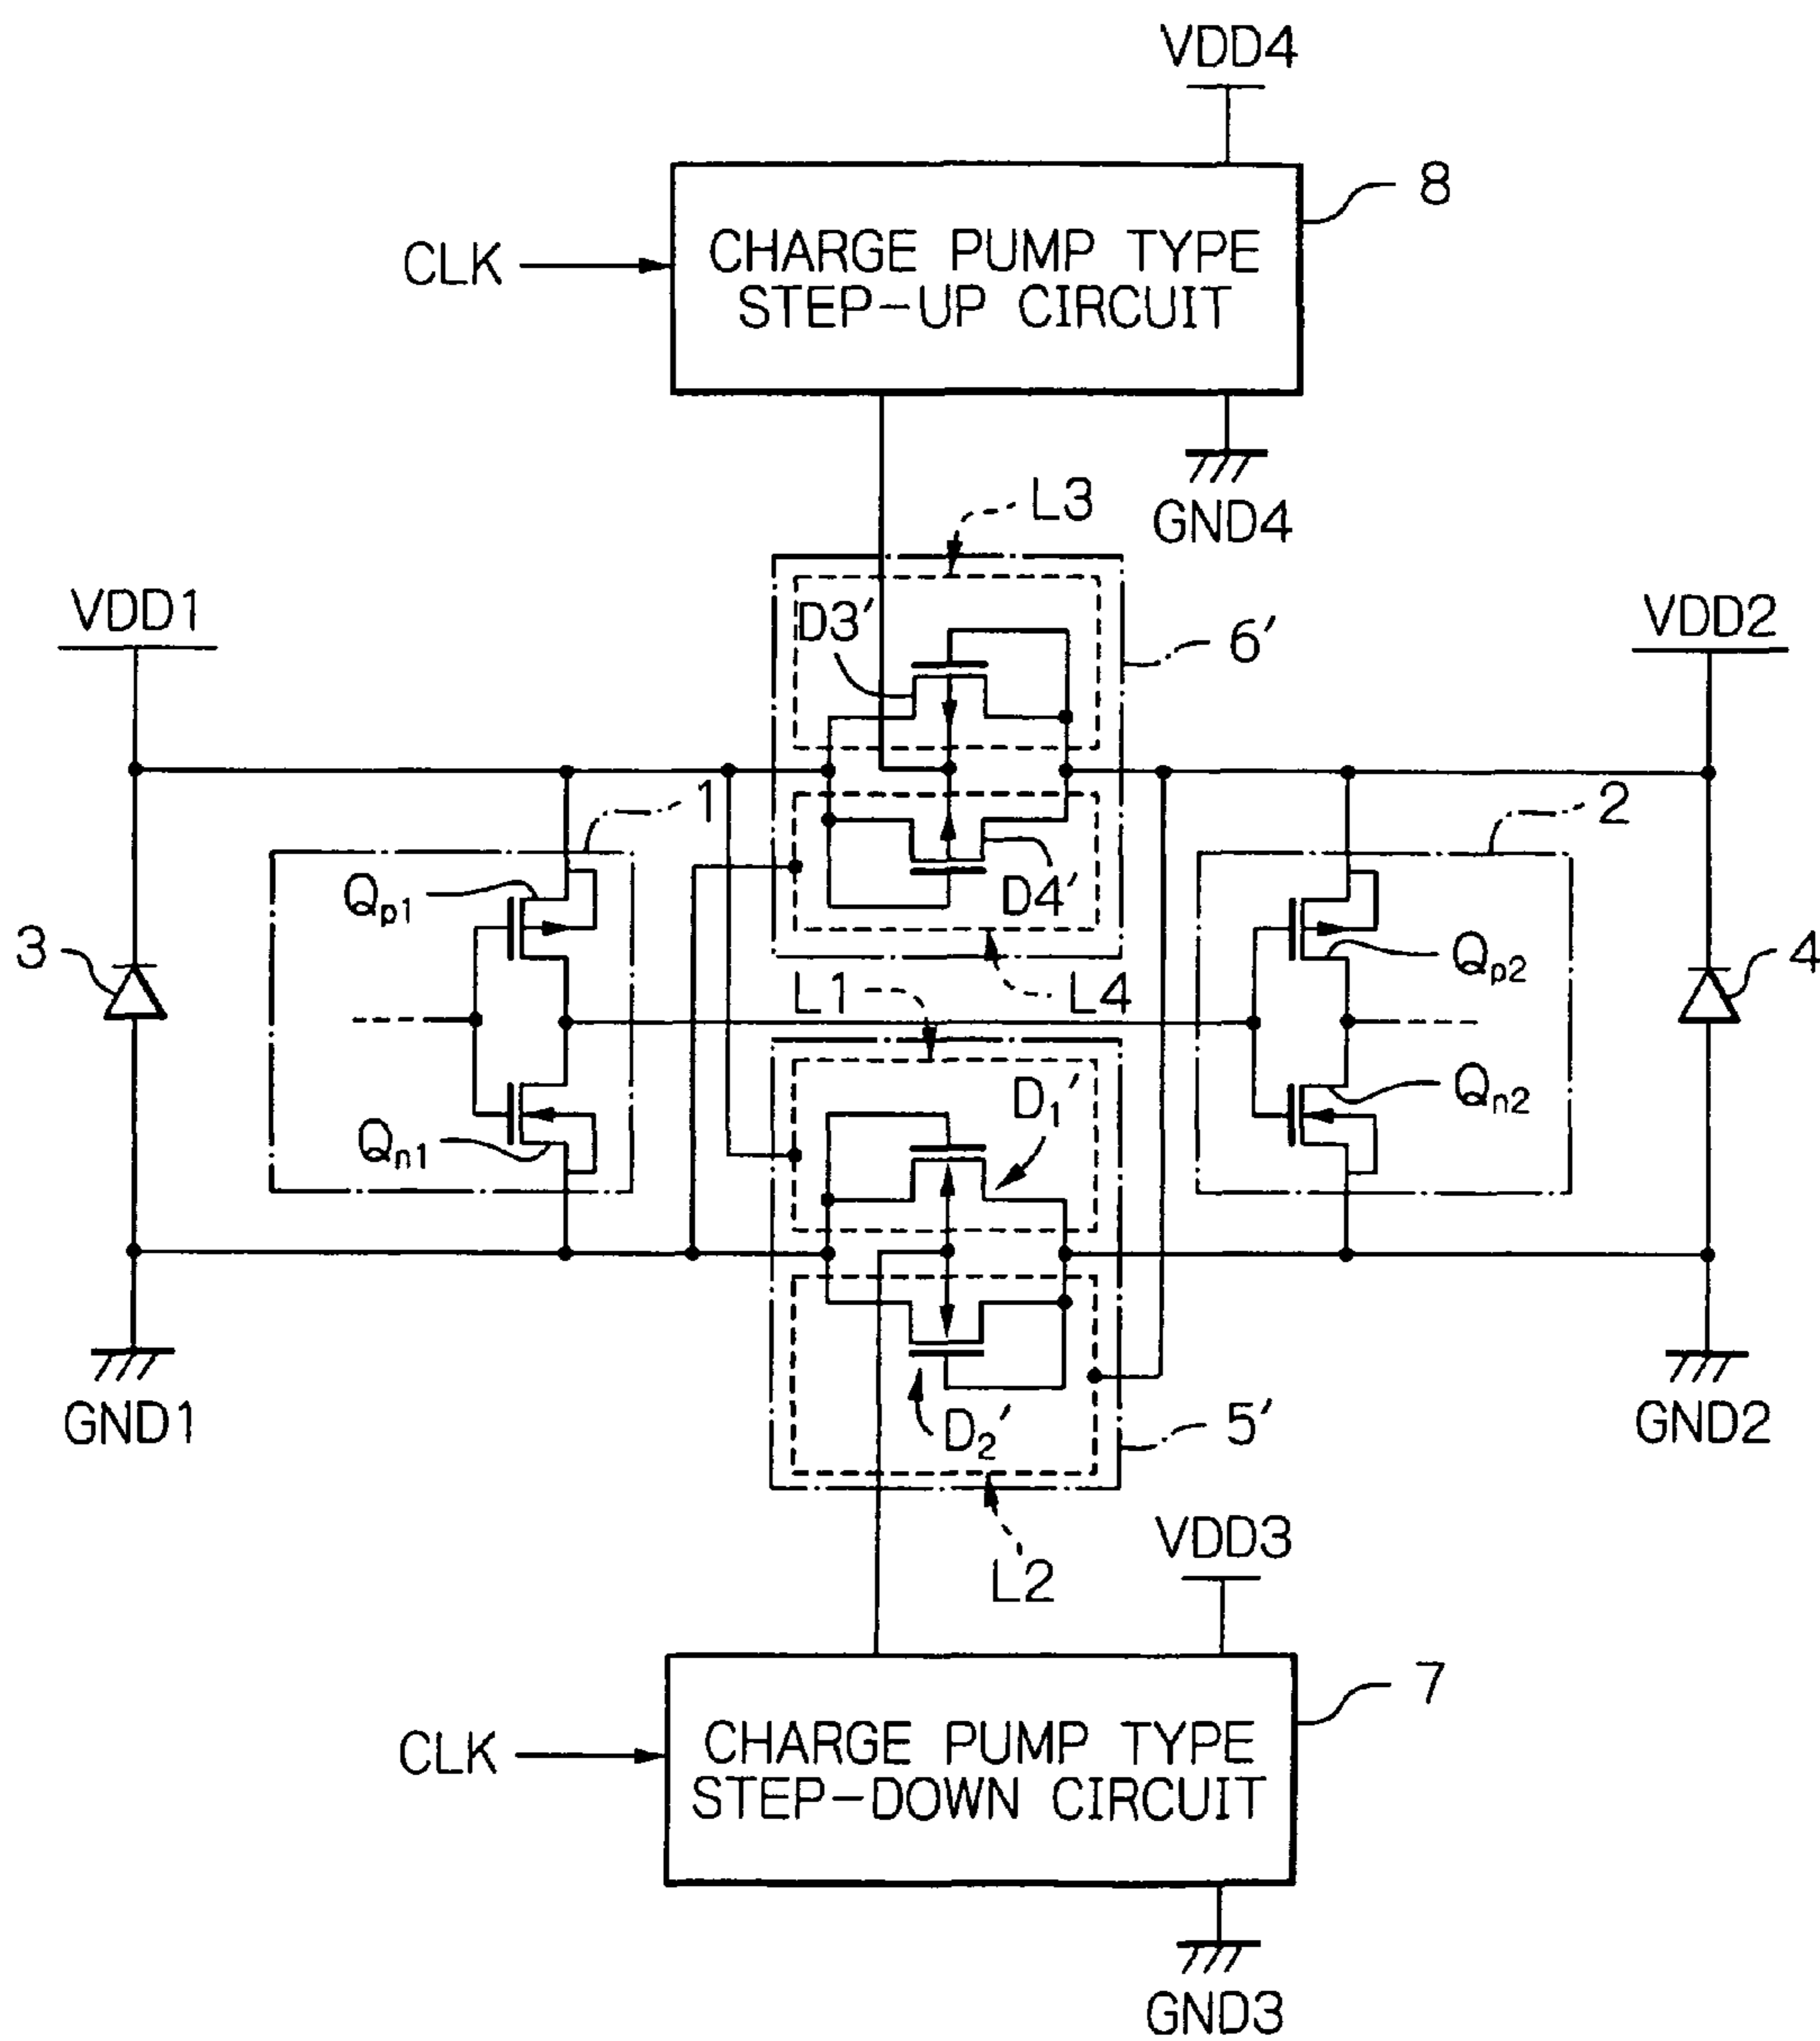 VDD4
8
CLK
CHARGE PUMP TYPE
STEP-UP CIRCUIT
L3
GND4
VDD1
D3′
6′
VDD2
1
2
Qp1
D4′
3
Qp2
4
L1
L4
D1′
Qn2
Qn1
GND1
D2′
5′
GND2
VDD3
L2
7
CLK
CHARGE PUMP TYPE
STEP-DOWN CIRCUIT
GND3